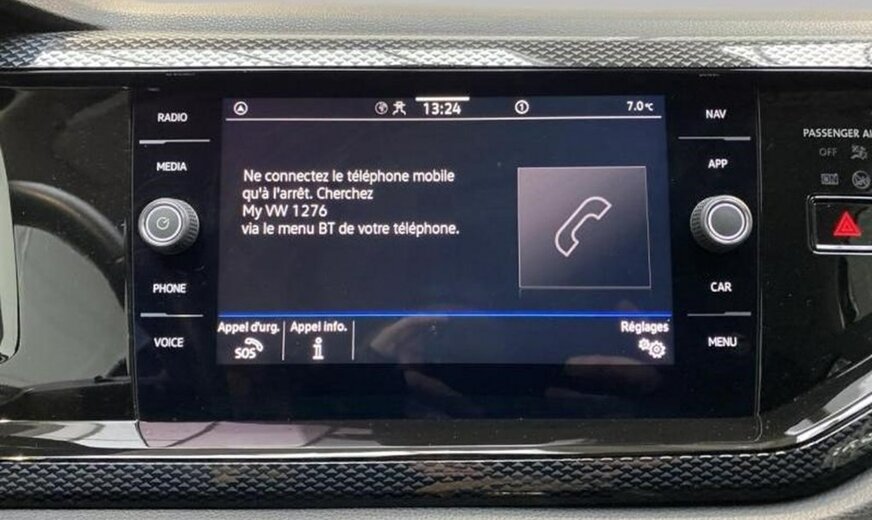 RADIO
MEDIA
PHONE
VOICE
13:24
1
7.0°C
Ne connectez le téléphone mobile
qu'à l'arrêt. Cherchez
My VW 1276
via le menu BT de votre téléphone.
Appel d'urg.
SOS
Appel info.
i
Réglages
NAV
APP
CAR
MENU
PASSENGER
OFF
ON